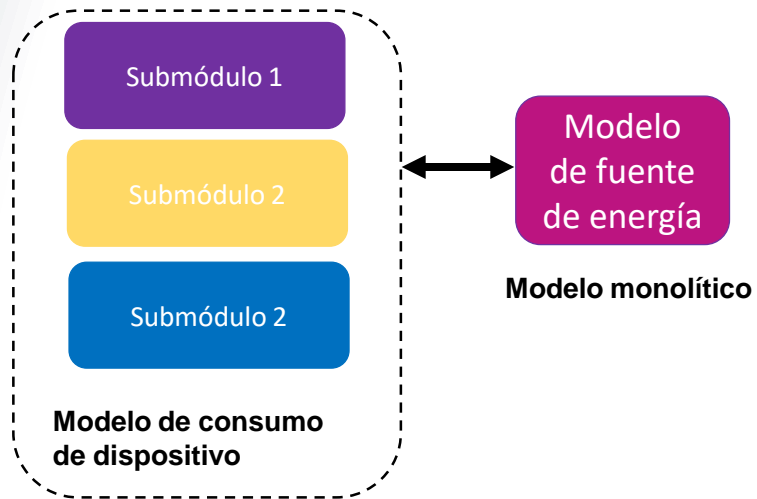 Submódulo 1
Submódulo 2
Submódulo 2
Modelo de consumo
de dispositivo
Modelo
de fuente
de energía
Modelo monolítico